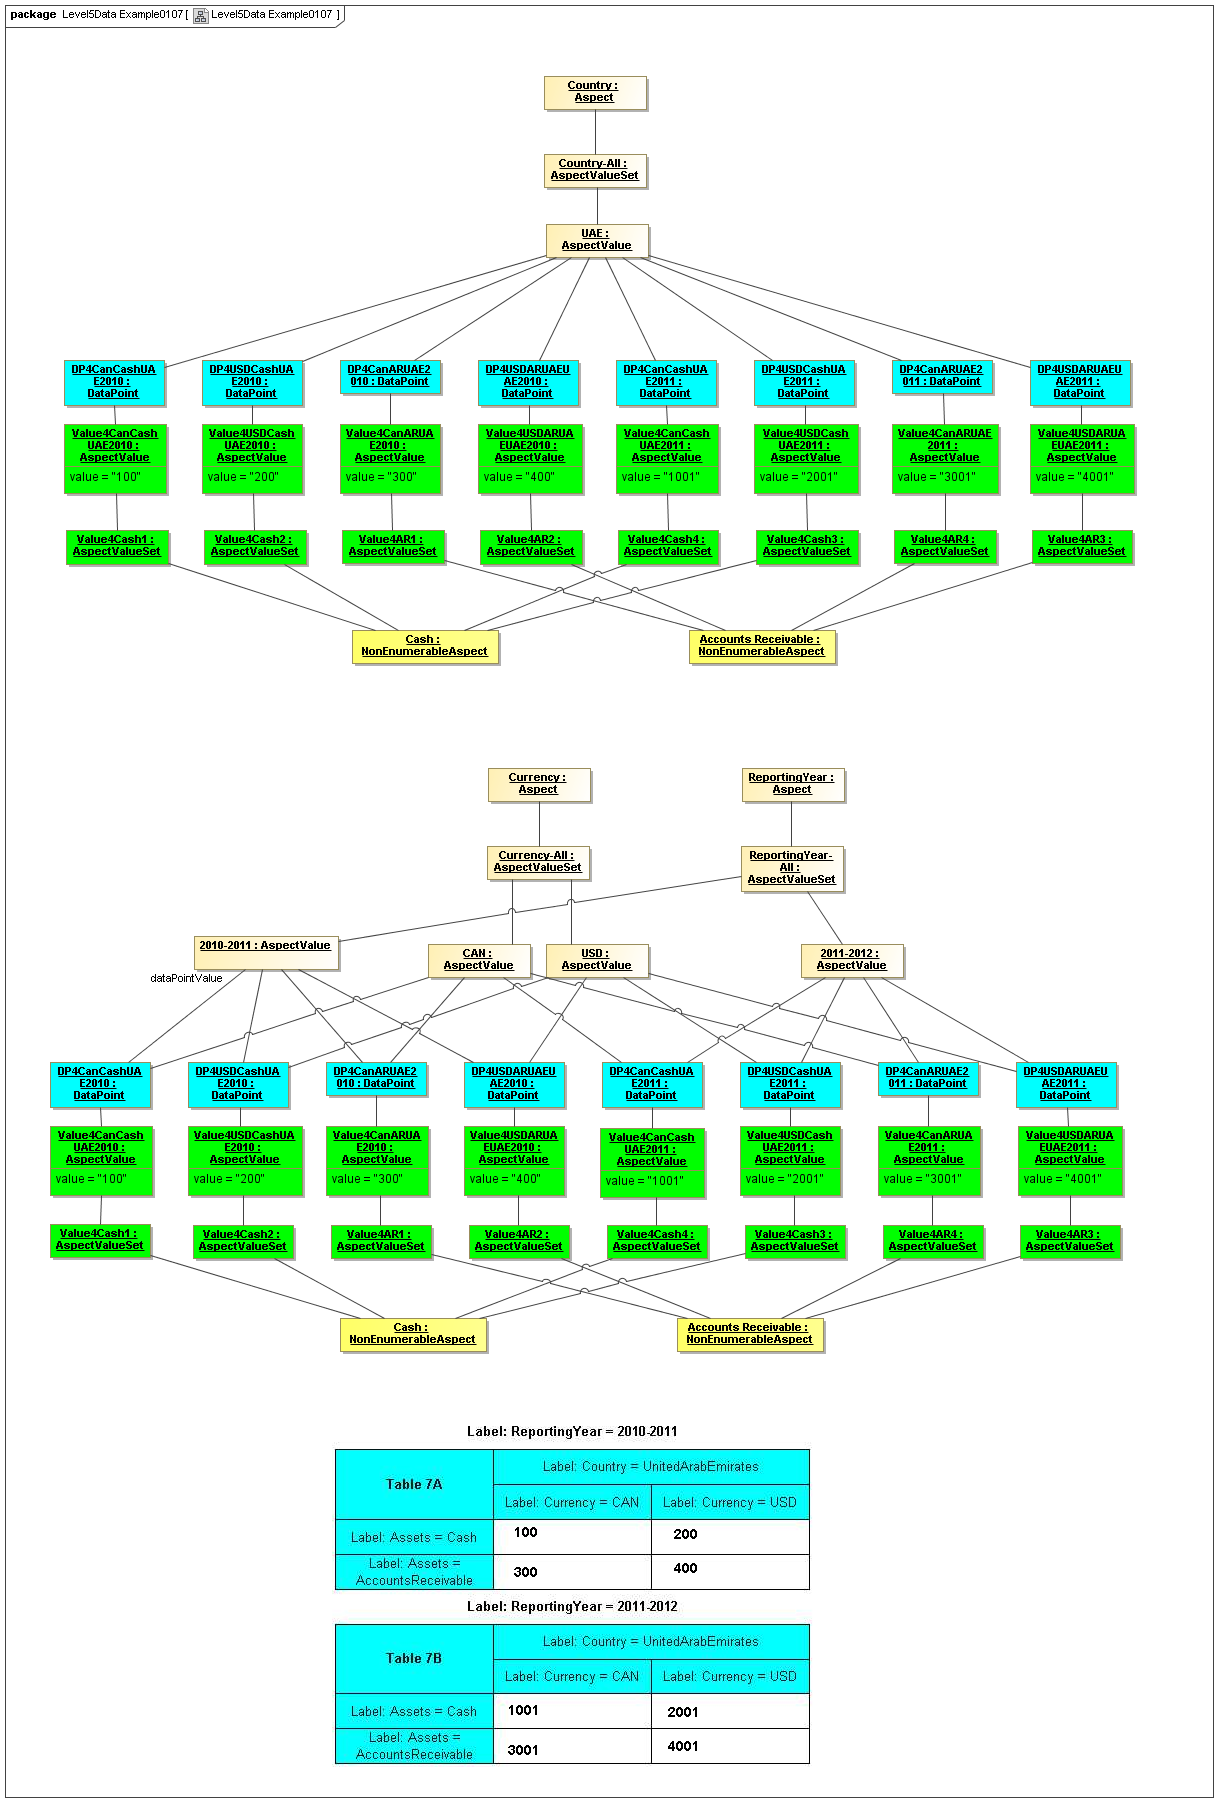 package Level5Data Example0107 [ Level5Data Example0107 ]
Country :
Aspect
Country-All :
AspectValueSet
UAE :
AspectValue
DP4CanCashUA
E2010 :
DataPoint
DP4USDCashUA
E2010 :
DataPoint
DP4CanARUAE2
010 : DataPoint
DP4USDARUAEU
AE2010 :
DataPoint
DP4CanCashUA
E2011 :
DataPoint
DP4USDCashUA
E2011 :
DataPoint
DP4CanARUAE2
011 : DataPoint
DP4USDARUAEU
AE2011 :
DataPoint
Value4CanCash
UAE2010 :
AspectValue
value = "100"
Value4USDCash
UAE2010 :
AspectValue
value = "200"
Value4CanARUA
E2010 :
AspectValue
value = "300"
Value4USDARUA
EUAE2010 :
AspectValue
value = "400"
Value4CanCash
UAE2011 :
AspectValue
value = "1001"
Value4USDCash
UAE2011 :
AspectValue
value = "2001"
Value4CanARUAE
2011 :
AspectValue
value = "3001"
Value4USDARUA
EUAE2011 :
AspectValue
value = "4001"
Value4Cash1 :
AspectValueSet
Value4Cash2 :
AspectValueSet
Value4AR1 :
AspectValueSet
Value4AR2 :
AspectValueSet
Value4Cash4 :
AspectValueSet
Value4Cash3 :
AspectValueSet
Value4AR4 :
AspectValueSet
Value4AR3 :
AspectValueSet
Cash :
NonEnumerableAspect
Accounts Receivable :
NonEnumerableAspect
Currency :
Aspect
ReportingYear :
Aspect
Currency-All :
AspectValueSet
ReportingYear-
All :
AspectValueSet
2010-2011 : AspectValue
CAN :
AspectValue
USD :
AspectValue
2011-2012 :
AspectValue
dataPointValue
DP4CanCashUA
E2010 :
DataPoint
DP4USDCashUA
E2010 :
DataPoint
DP4CanARUAE2
010 : DataPoint
DP4USDARUAEU
AE2010 :
DataPoint
DP4CanCashUA
E2011 :
DataPoint
DP4USDCashUA
E2011 :
DataPoint
DP4CanARUAE2
011 : DataPoint
DP4USDARUAEU
AE2011 :
DataPoint
Value4CanCash
UAE2010 :
AspectValue
value = "100"
Value4USDCashUA
E2010 :
AspectValue
value = "200"
Value4CanARUA
E2010 :
AspectValue
value = "300"
Value4USDARUA
EUAE2010 :
AspectValue
value = "400"
Value4CanCash
UAE2011 :
AspectValue
value = "1001"
Value4USDCash
UAE2011 :
AspectValue
value = "2001"
Value4CanARUA
E2011 :
AspectValue
value = "3001"
Value4USDARUA
EUAE2011 :
AspectValue
value = "4001"
Value4Cash1 :
AspectValueSet
Value4Cash2 :
AspectValueSet
Value4AR1 :
AspectValueSet
Value4AR2 :
AspectValueSet
Value4Cash4 :
AspectValueSet
Value4Cash3 :
AspectValueSet
Value4AR4 :
AspectValueSet
Value4AR3 :
AspectValueSet
Cash :
NonEnumerableAspect
Accounts Receivable :
NonEnumerableAspect
Label: ReportingYear = 2010-2011
Table 7A
Label: Country = UnitedArabEmirates
Label: Currency = CAN
Label: Currency = USD
Label: Assets = Cash
100
200
Label: Assets =
AccountsReceivable
300
400
Label: ReportingYear = 2011-2012
Table 7B
Label: Country = UnitedArabEmirates
Label: Currency = CAN
Label: Currency = USD
Label: Assets = Cash
1001
2001
Label: Assets =
AccountsReceivable
3001
4001